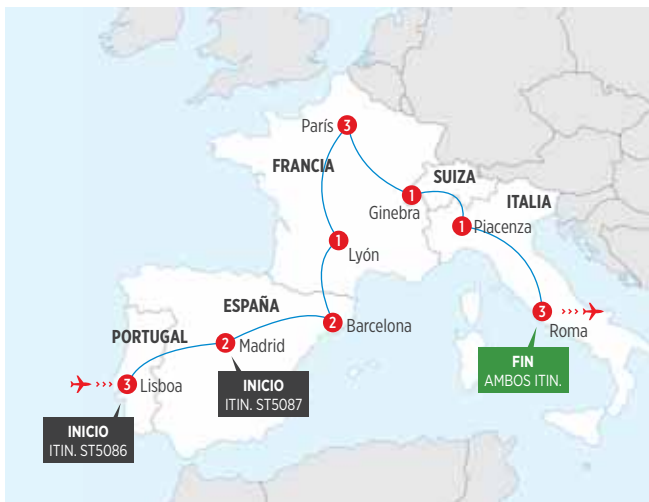 París 3
FRANCIA
SUIZA
1
Ginebra
ITALIA
1 Piacenza
1
Lyón
ESPAÑA
2
Barcelona
3
Roma
PORTUGAL
2 Madrid
FIN
AMBOS ITIN.
3 Lisboa
INICIO
ITIN. ST5087
INICIO
ITIN. ST5086